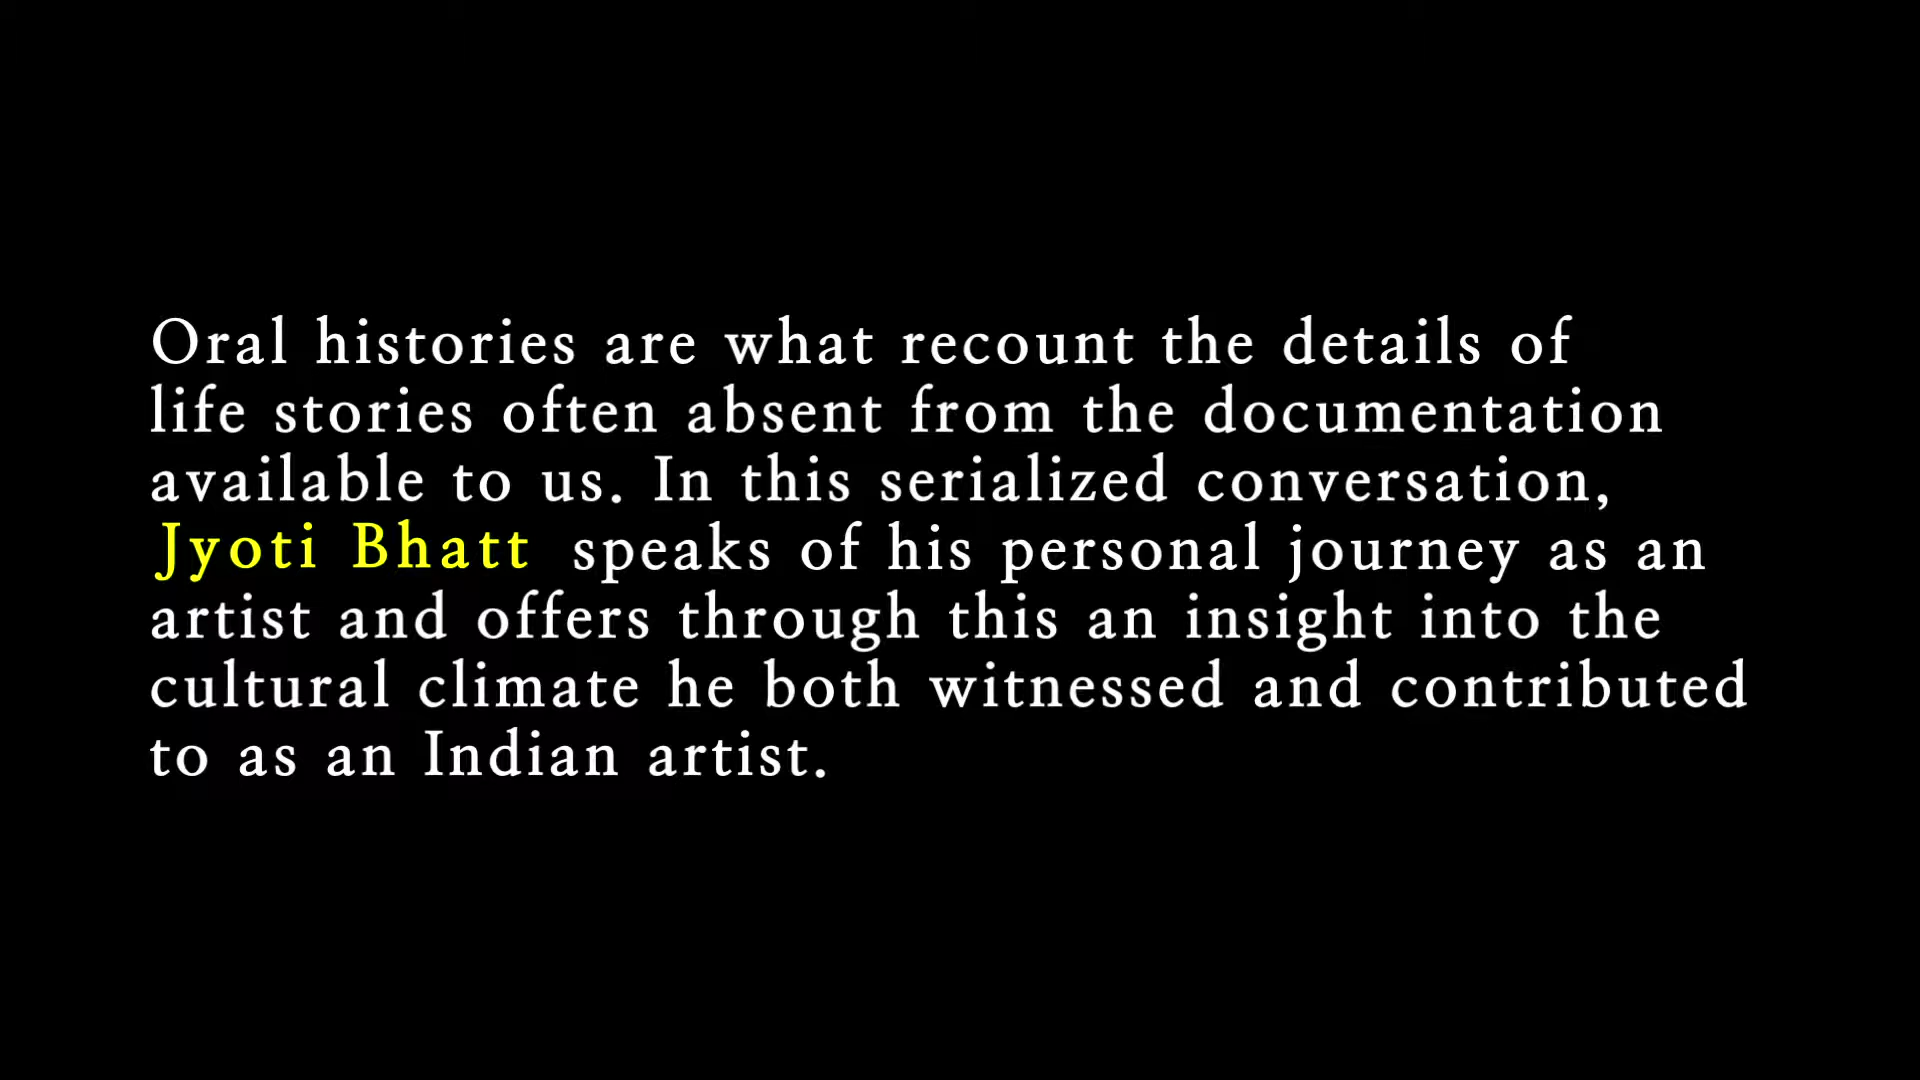 Oral histories are what recount the details of
life stories often absent from the documentation
available to us. In this serialized conversation,
Jyoti Bhatt speaks of his personal journey as an
artist and offers through this an insight into the
cultural climate he both witnessed and contributed
to as an Indian artist.